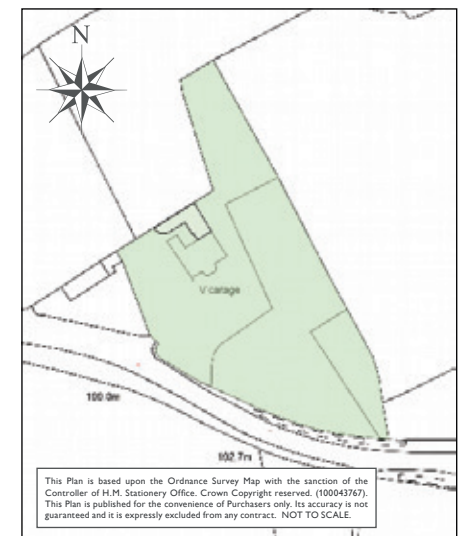 N
V carage
100.0m
102.7m
This Plan is based upon the Ordnance Survey Map with the sanction of the
Controller of H.M. Stationery Office. Crown Copyright reserved. (100043767).
This Plan is published for the convenience of Purchasers only. Its accuracy is not
guaranteed and it is expressly excluded from any contract. NOT TO SCALE.